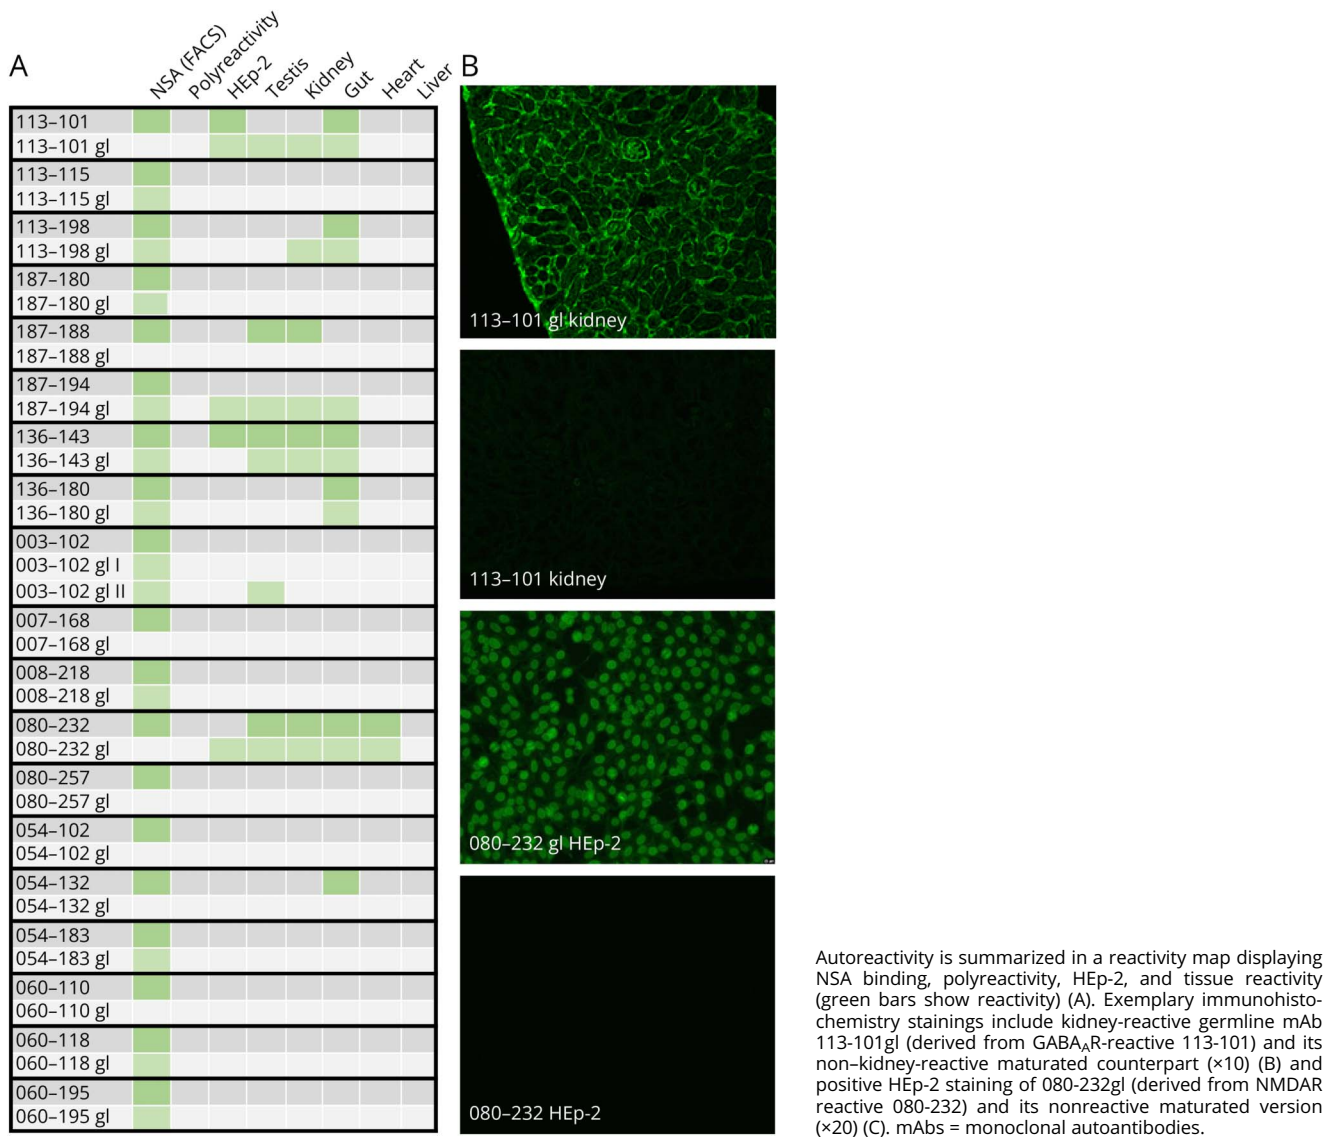 A
NSA (FACS)
Polyreactivity
HEp-2
Testis
Kidney
Gut
Heart
Liver
113–101
113–101 gl
113–115
113–115 gl
113–198
113–198 gl
187–180
187–180 gl
187–188
187–188 gl
187–194
187–194 gl
136–143
136–143 gl
136–180
136–180 gl
003–102
003–102 gl I
003–102 gl II
007–168
007–168 gl
008–218
008–218 gl
080–232
080–232 gl
080–257
080–257 gl
054–102
054–102 gl
054–132
054–132 gl
054–183
054–183 gl
060–110
060–110 gl
060–118
060–118 gl
060–195
060–195 gl
B
113–101 gl kidney
113–101 kidney
080–232 gl HEp-2
080–232 HEp-2
Autoreactivity is summarized in a reactivity map displaying
NSA binding, polyreactivity, HEp-2, and tissue reactivity
(green bars show reactivity) (A). Exemplary immunohisto-
chemistry stainings include kidney-reactive germline mAb
113-101gl (derived from GABA_AR-reactive 113-101) and its
non–kidney-reactive maturated counterpart (×10) (B) and
positive HEp-2 staining of 080-232gl (derived from NMDAR
reactive 080-232) and its nonreactive maturated version
(×20) (C). mAbs = monoclonal autoantibodies.